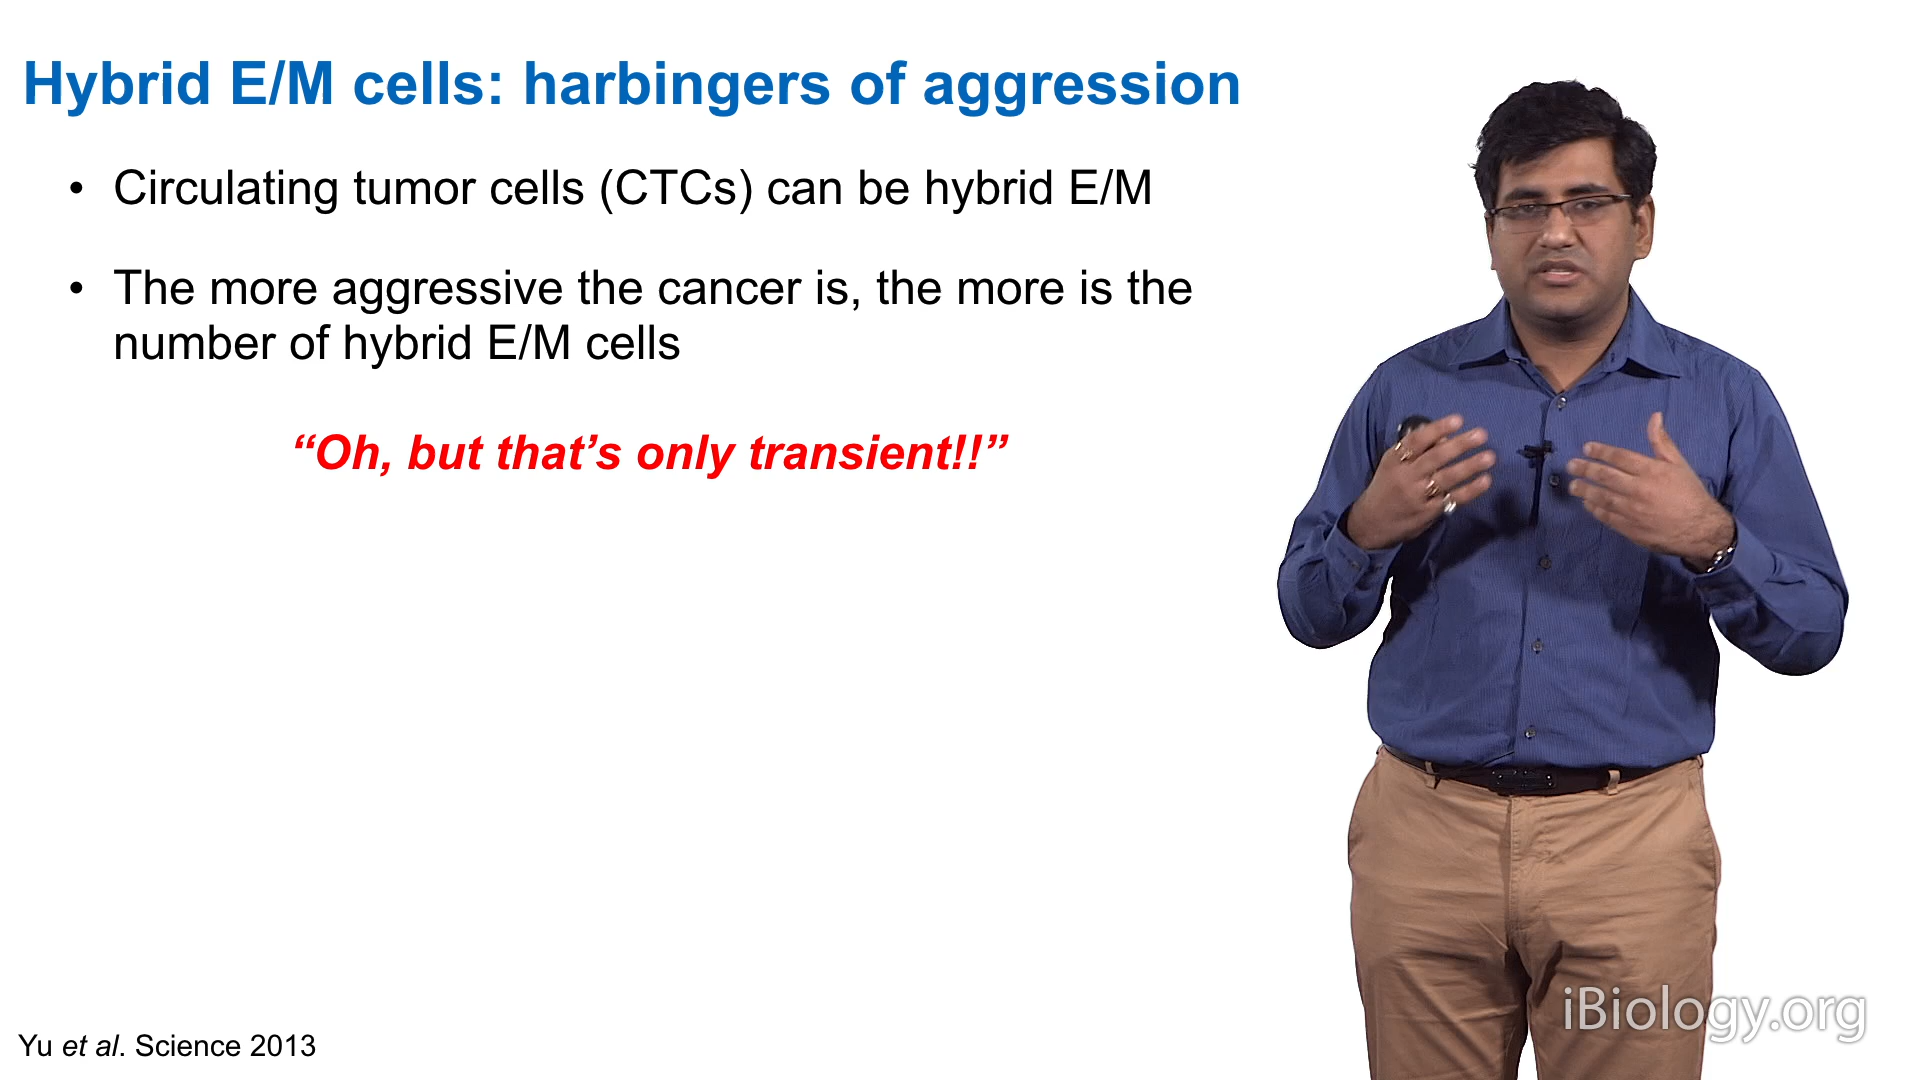 Hybrid E/M cells: harbingers of aggression
• Circulating tumor cells (CTCs) can be hybrid E/M
• The more aggressive the cancer is, the more is the
number of hybrid E/M cells
“Oh, but that’s only transient!!”
Yu et al. Science 2013
iBiology.org